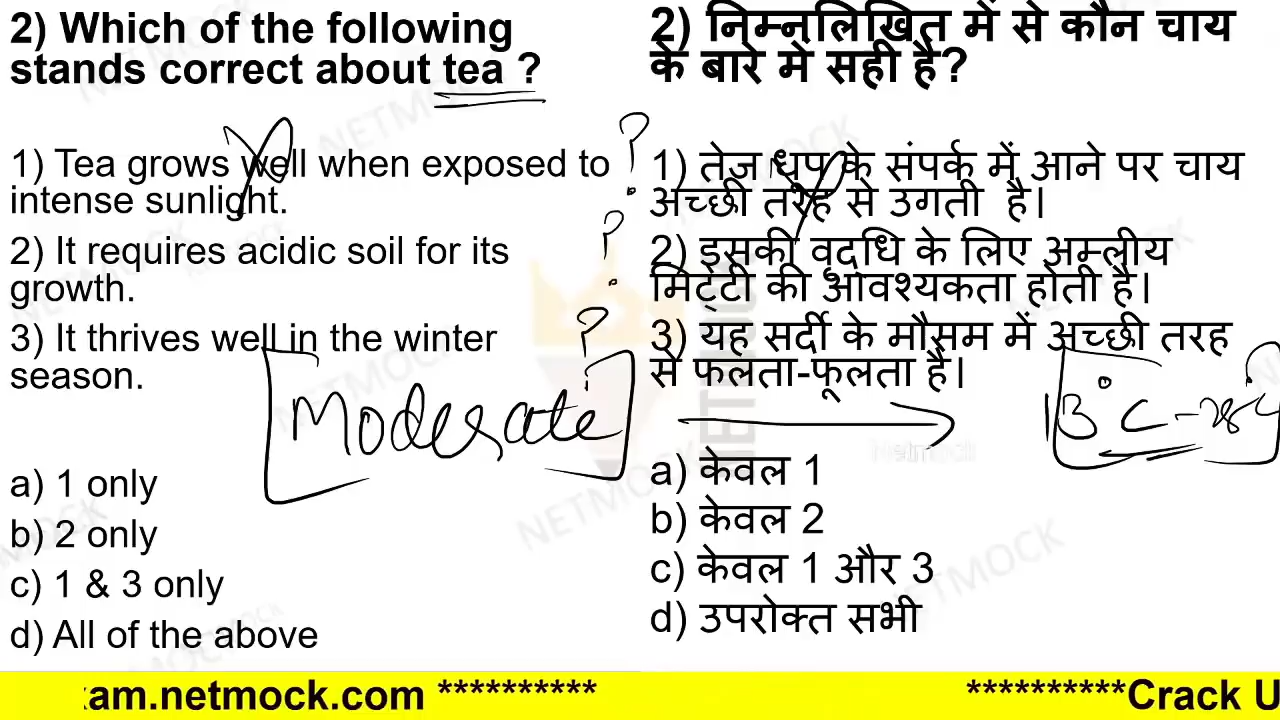 2) Which of the following
stands correct about tea ?
1) Tea grows well when exposed to
intense sunlight.
2) It requires acidic soil for its
growth.
3) It thrives well in the winter
season.
Moderate
a) 1 only
b) 2 only
c) 1 & 3 only
d) All of the above
2) निम्नलिखित में से कौन चाय
के बारे में सही है?
1) तेज धूप के संपर्क में आने पर चाय
अच्छी तरह से उगती है।
2) इसकी वृद्धि के लिए अम्लीय
मिट्टी की आवश्यकता होती है।
3) यह सर्दी के मौसम में अच्छी तरह
से फलता-फूलता है।
13°C - 28°C
a) केवल 1
b) केवल 2
c) केवल 1 और 3
d) उपरोक्त सभी
am.netmock.com ********** **********Crack U